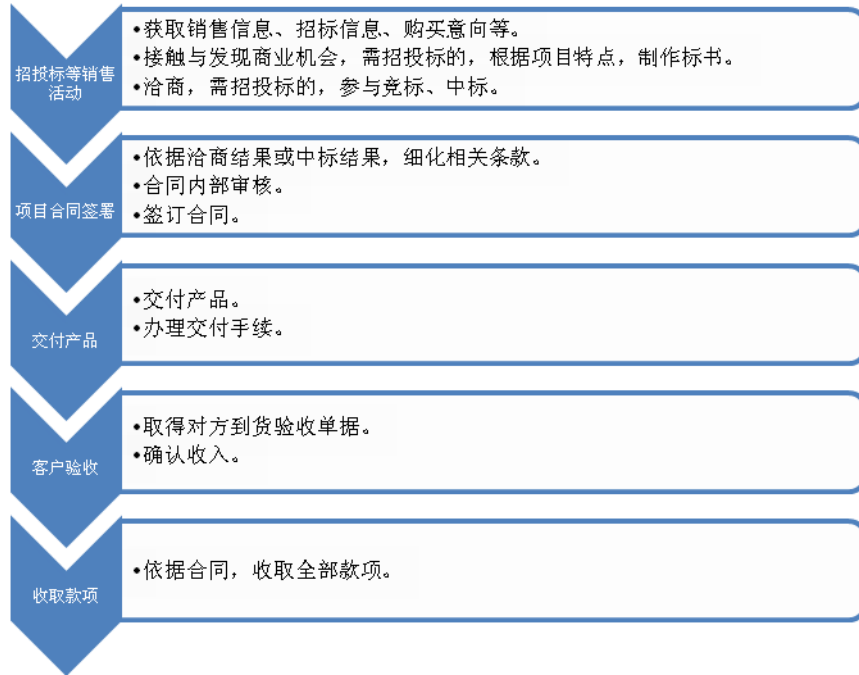 招投标等销售
活动
•获取销售信息、招标信息、购买意向等。
•接触与发现商业机会，需招投标的，根据项目特点，制作标书。
•洽商，需招投标的，参与竞标、中标。
项目合同签署
•依据洽商结果或中标结果，细化相关条款。
•合同内部审核。
•签订合同。
交付产品
•交付产品。
•办理交付手续。
客户验收
•取得对方到货验收单据。
•确认收入。
收取款项
•依据合同，收取全部款项。